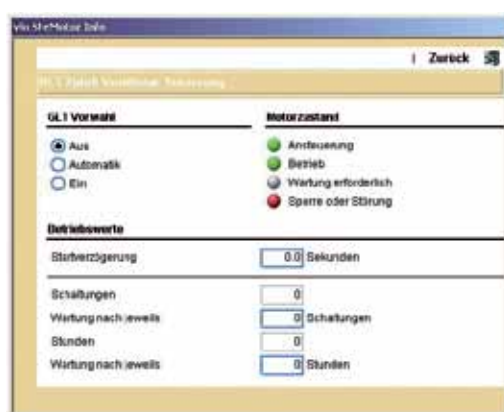 Zurück
GL1 Vorwahl
Aus
Automatik
Ein
Motorzustand
Ansteuerung
Betrieb
Wartung erforderlich
Sperre oder Störung
Betriebswerte
Startverzögerung 0.0 Sekunden
Schaltungen 0
Wartung nach jeweils 0 Schaltungen
Stunden 0
Wartung nach jeweils 0 Stunden